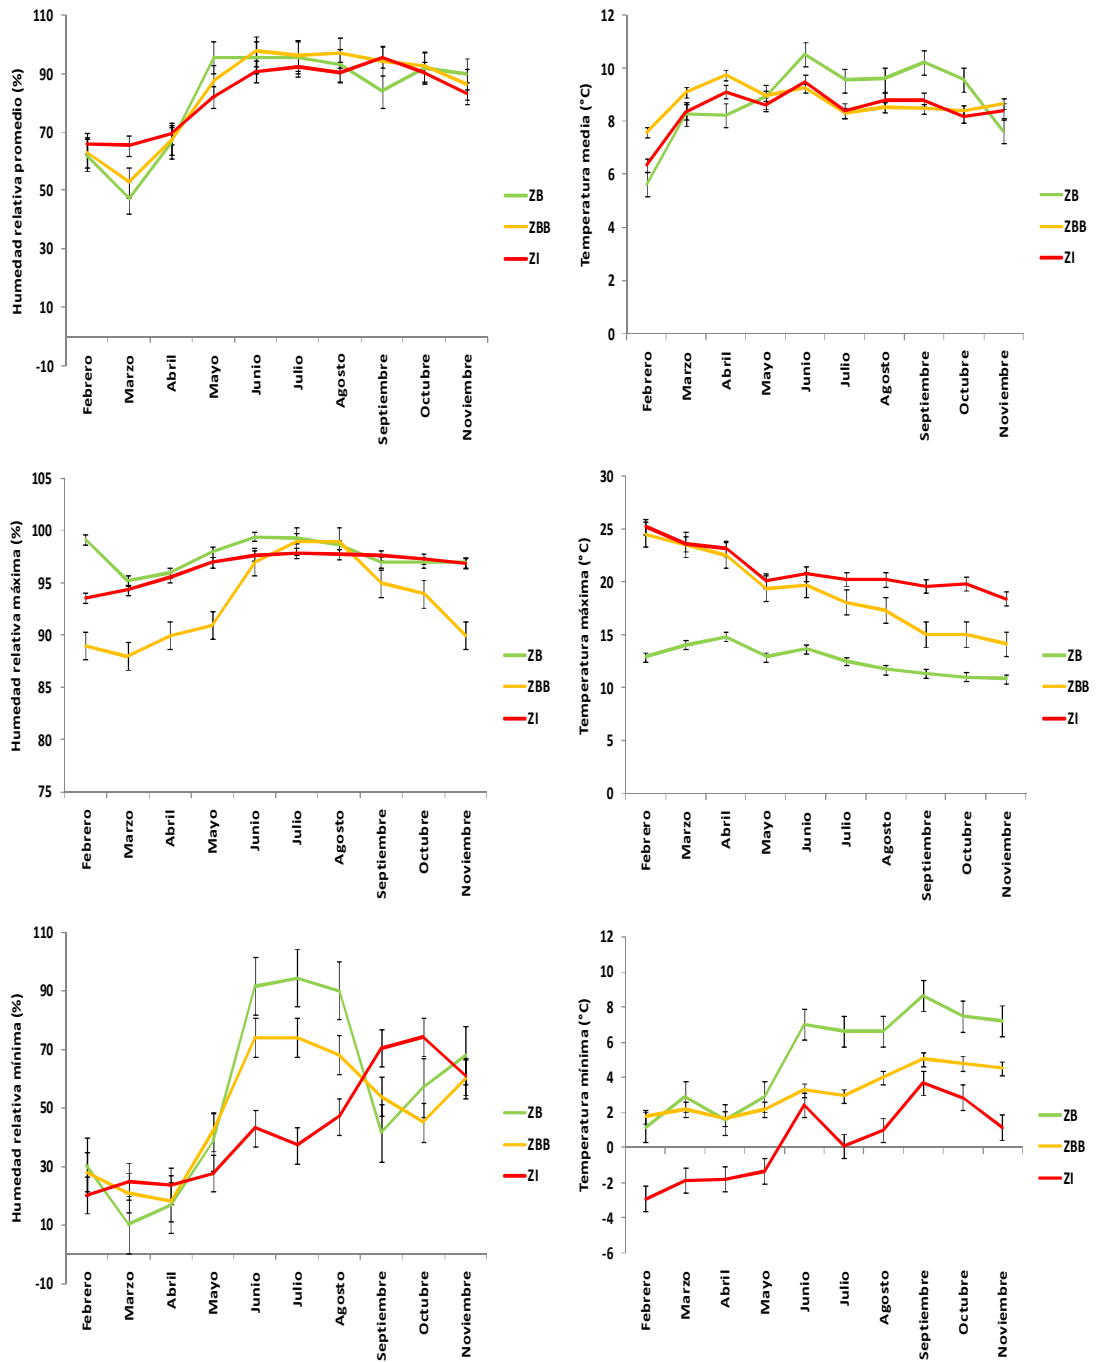 Humedad relativa promedio (%)
110
90
70
50
30
10
-10
Febrero
Marzo
Abril
Mayo
Junio
Julio
Agosto
Septiembre
Octubre
Noviembre
ZB
ZBB
ZI
Temperatura media (°C)
12
10
8
6
4
2
0
Febrero
Marzo
Abril
Mayo
Junio
Julio
Agosto
Septiembre
Octubre
Noviembre
ZB
ZBB
ZI
Humedad relativa máxima (%)
105
100
95
90
85
80
75
Febrero
Marzo
Abril
Mayo
Junio
Julio
Agosto
Septiembre
Octubre
Noviembre
ZB
ZBB
ZI
Temperatura máxima (°C)
30
25
20
15
10
5
0
Febrero
Marzo
Abril
Mayo
Junio
Julio
Agosto
Septiembre
Octubre
Noviembre
ZB
ZBB
ZI
Humedad relativa mínima (%)
110
90
70
50
30
10
-10
Febrero
Marzo
Abril
Mayo
Junio
Julio
Agosto
Septiembre
Octubre
Noviembre
ZB
ZBB
ZI
Temperatura mínima (°C)
12
10
8
6
4
2
0
-2
-4
-6
Febrero
Marzo
Abril
Mayo
Junio
Julio
Agosto
Septiembre
Octubre
Noviembre
ZB
ZBB
ZI